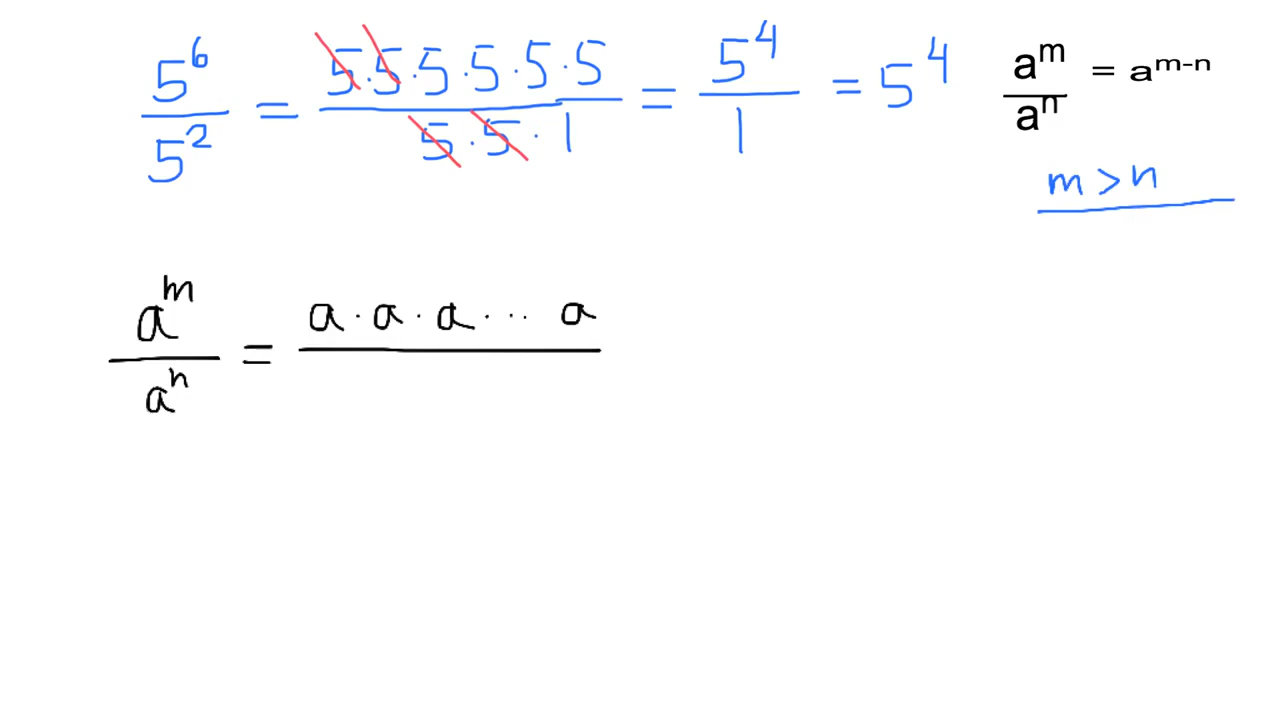 5^6/5^2 = 5·5·5·5·5·5/5·5·1 = 5^4/1 = 5^4
a^m/a^n = a^m-n
m > n
a^m/a^n = a·a·a·... a